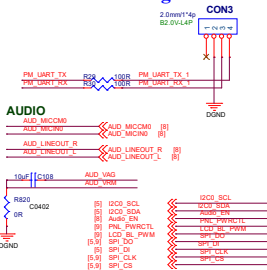 CON3
2.0mm/1*4p
B2.0V-L4P
1 2 3 4
PM_UART_TX R29 100R PM_UART_TX_1
PM_UART_RX R30 100R PM_UART_RX_1
DGND
AUDIO
AUD_MICCM0
AUD_MICIN0
AUD_MICCM0 [8]
AUD_MICIN0 [8]
AUD_LINEOUT_R
AUD_LINEOUT_L
AUD_LINEOUT_R [8]
AUD_LINEOUT_L [8]
10uF C108 AUD_VAG
AUD_VRM
R820 C0402
0R
DGND
[5] I2C0_SCL I2C0_SCL
[5] I2C0_SDA I2C0_SDA
[8] Audio_EN Audio_EN
[9] PNL_PWRCTL PNL_PWRCTL
[9] LCD_BL_PWM LCD_BL_PWM
[5,9] SPI_DO SPI_DO
[5] SPI_DI SPI_DI
[5,9] SPI_CLK SPI_CLK
[5,9] SPI_CS SPI_CS